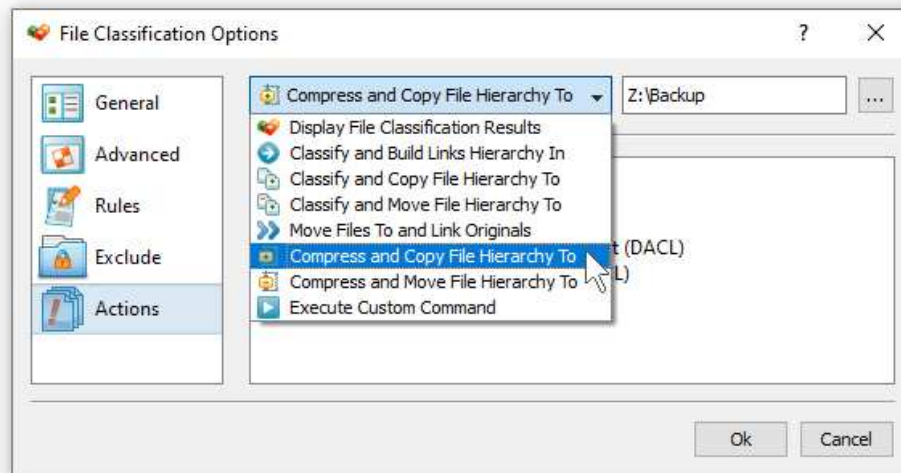 File Classification Options
?
General
Advanced
Rules
Exclude
Actions
Compress and Copy File Hierarchy To
Z:\Backup
...
Display File Classification Results
Classify and Build Links Hierarchy In
Classify and Copy File Hierarchy To
Classify and Move File Hierarchy To
Move Files To and Link Originals
Compress and Copy File Hierarchy To
Compress and Move File Hierarchy To
Execute Custom Command
t (DACL)
L)
Ok
Cancel